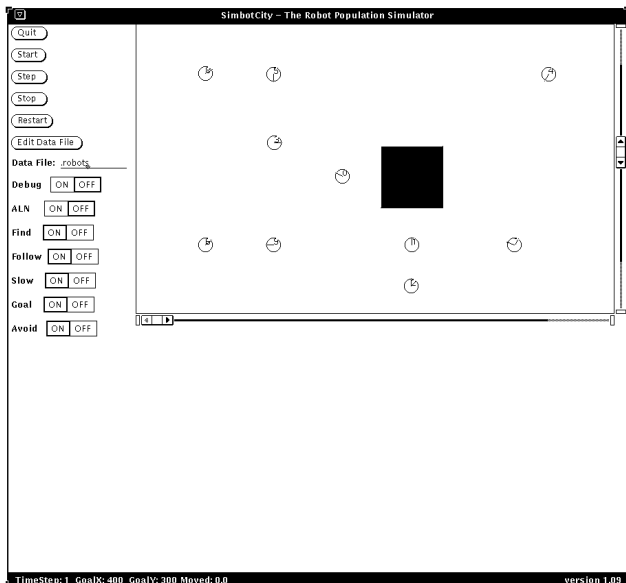 SimbotCity – The Robot Population Simulator
Quit
Start
Step
Stop
Restart
Edit Data File
Data File: .robots
Debug ON OFF
ALN ON OFF
Find ON OFF
Follow ON OFF
Slow ON OFF
Goal ON OFF
Avoid ON OFF
TimeStep: 1 GoalX: 400 GoalY: 300 Moved: 0.0 version 1.09